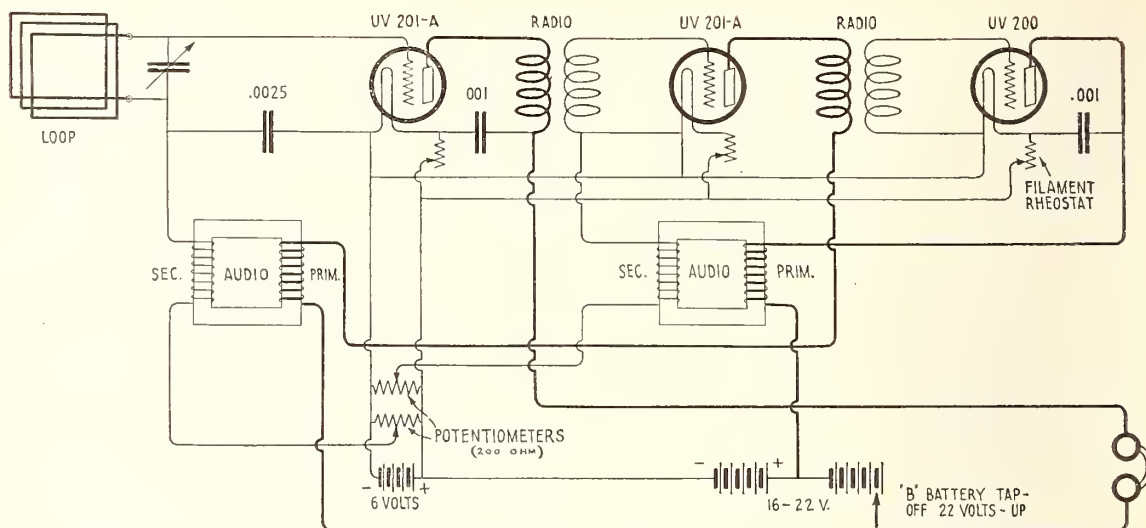 UV 201-A
RADIO
UV 201-A
RADIO
UV 200
.0025
001
.001
LOOP
FILAMENT
RHEOSTAT
SEC.
AUDIO
PRIM.
SEC.
AUDIO
PRIM.
POTENTIOMETERS
(200 OHM)
- +
6 VOLTS
- +
16-22 V.
"B" BATTERY TAP-
OFF 22 VOLTS-UP